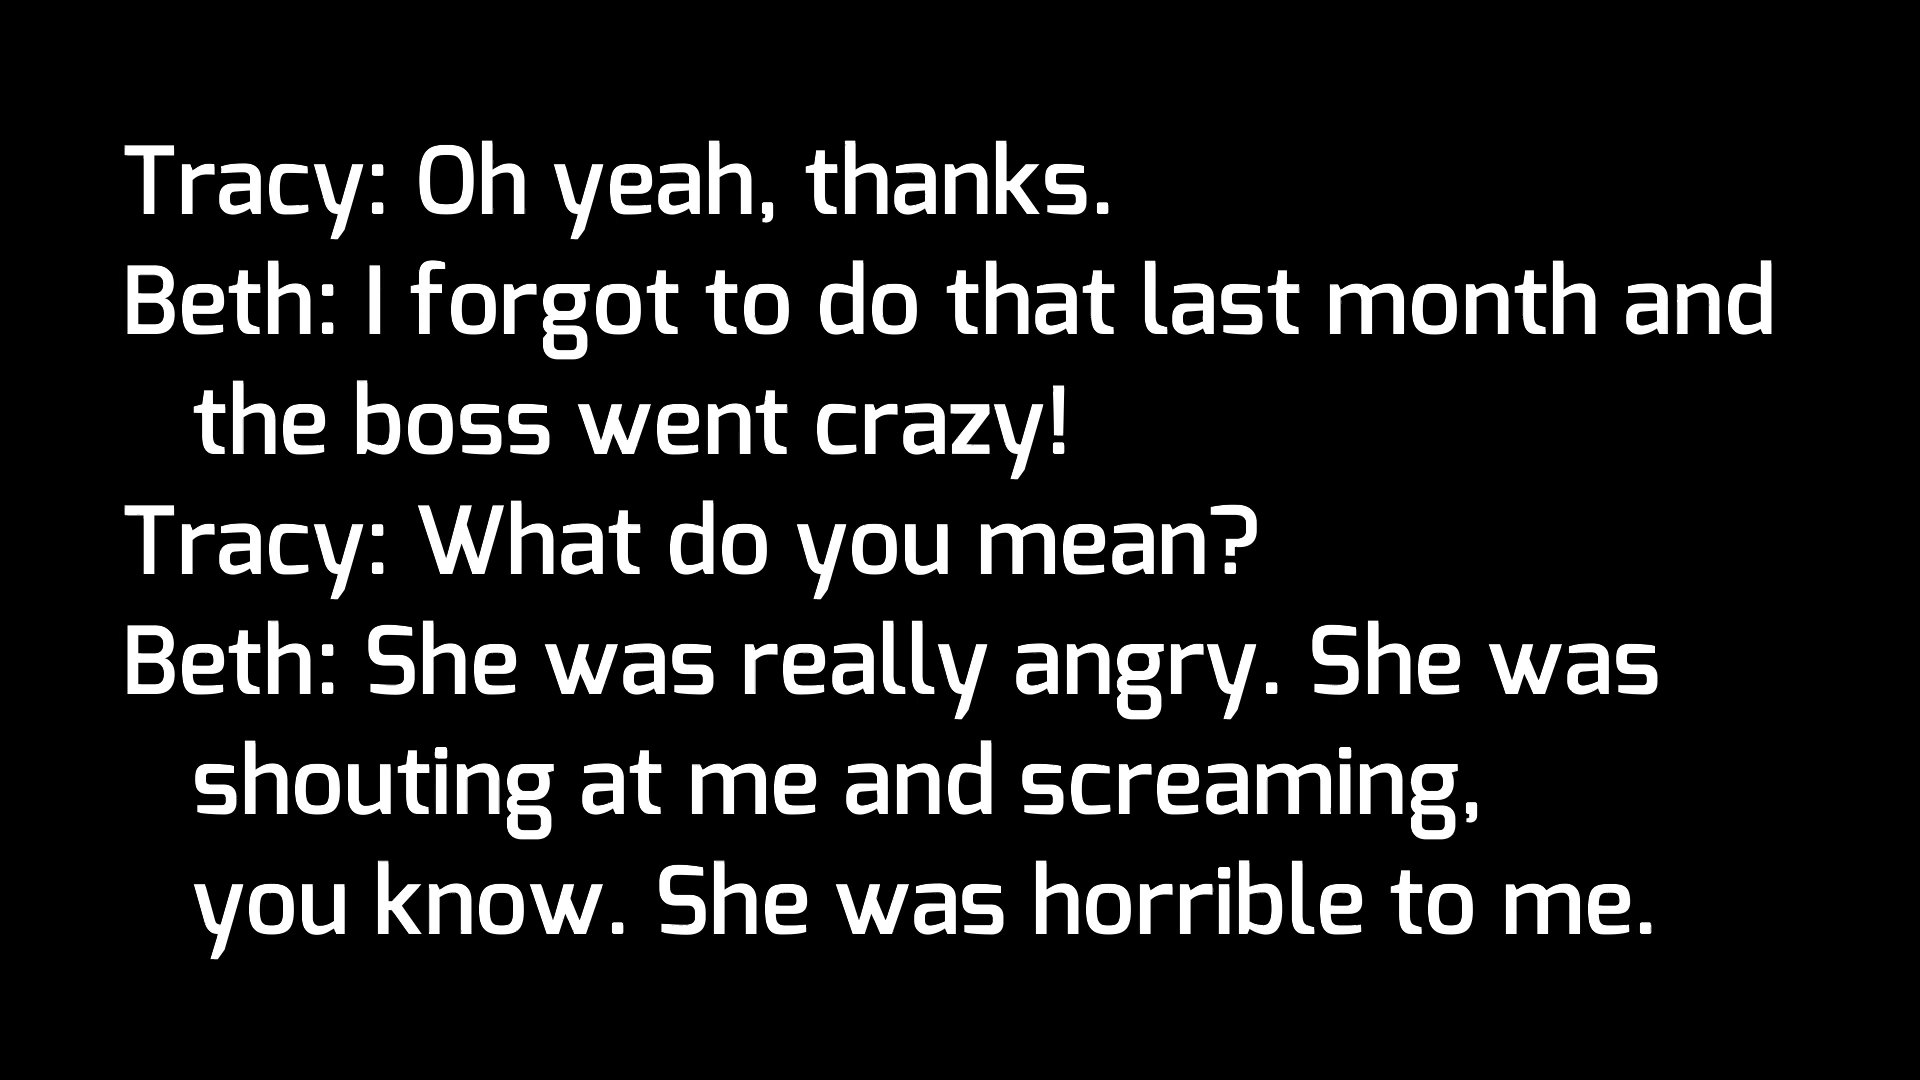 Tracy: Oh yeah, thanks.
Beth: I forgot to do that last month and
the boss went crazy!
Tracy: What do you mean?
Beth: She was really angry. She was
shouting at me and screaming,
you know. She was horrible to me.